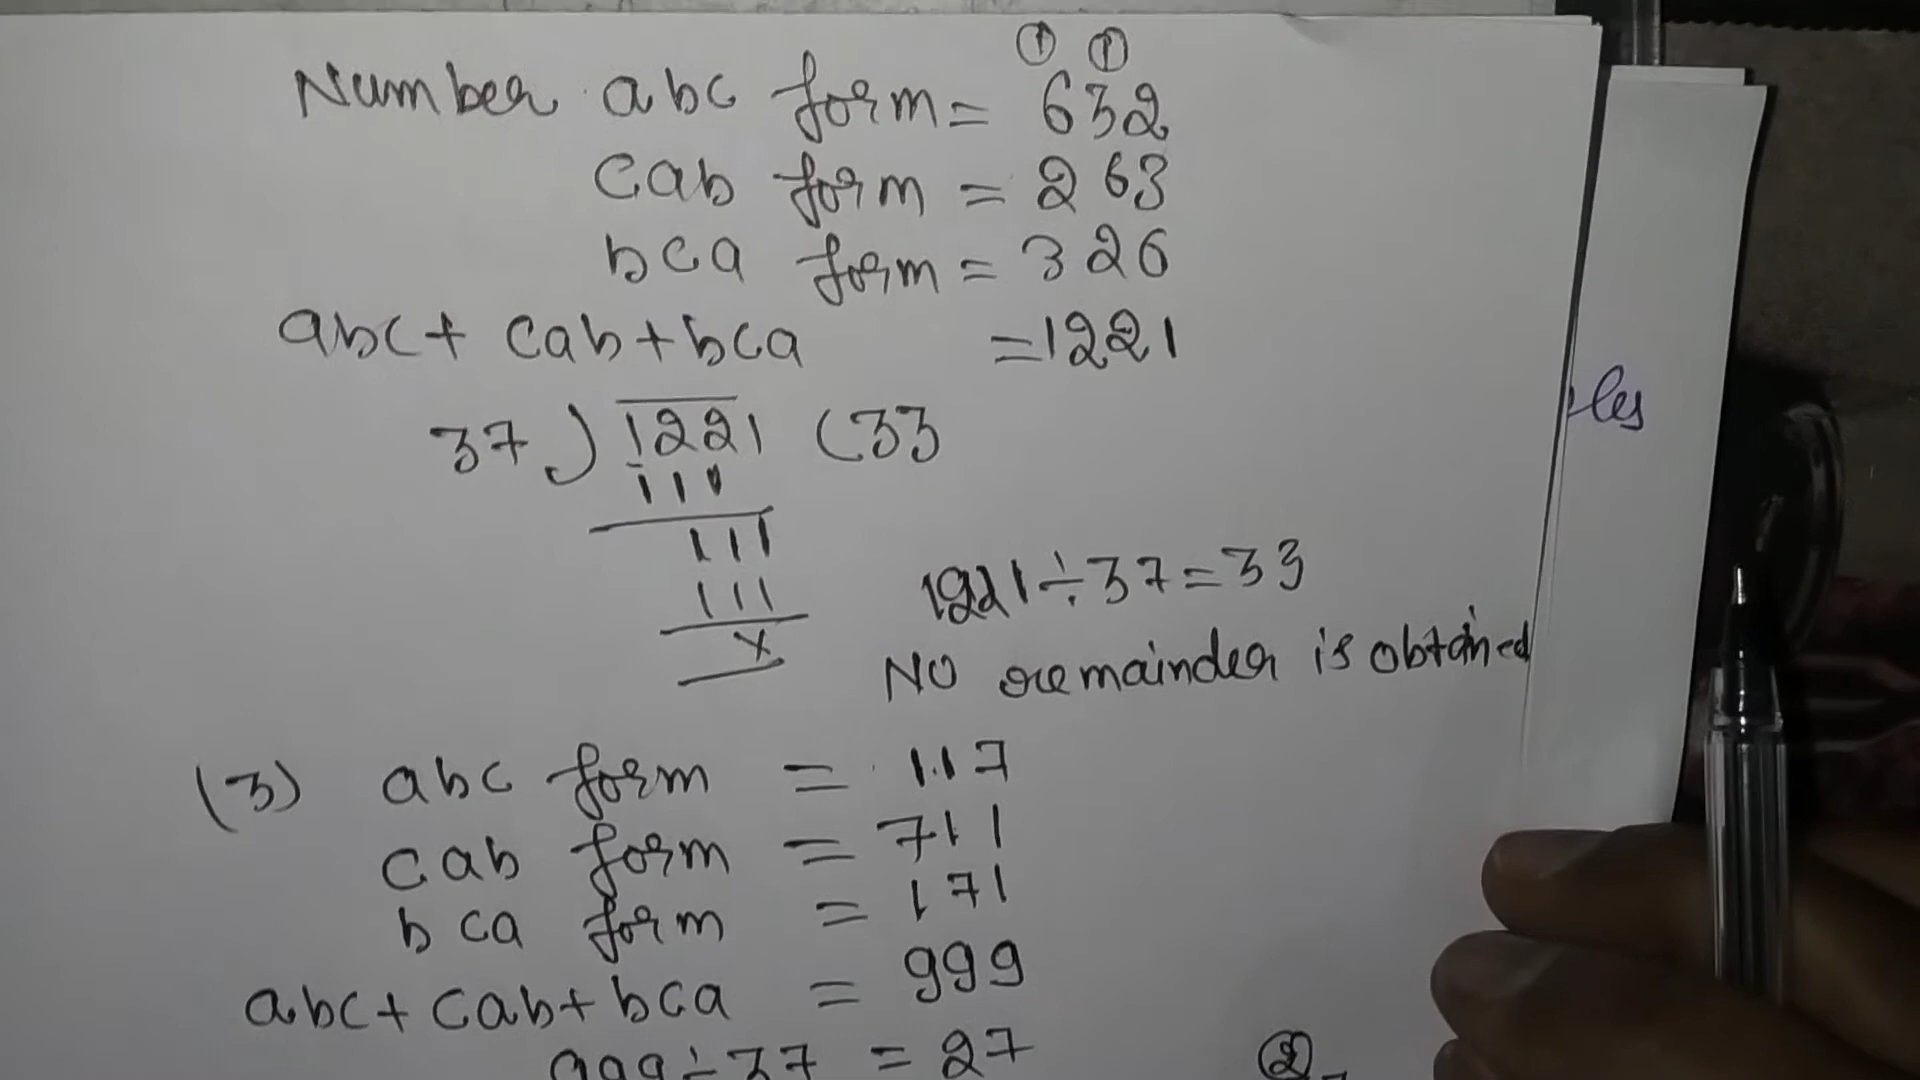 ① ①
Number abc form = 632
cab form = 263
bca form = 326
abc + cab + bca = 1221
37 ) 1221 ( 33
111
111
111
x
1221 ÷ 37 = 33
NO remainder is obtained
(3) abc form = 117
cab form = 711
bca form = 171
abc + cab + bca = 999
999 ÷ 37 = 27
②
les